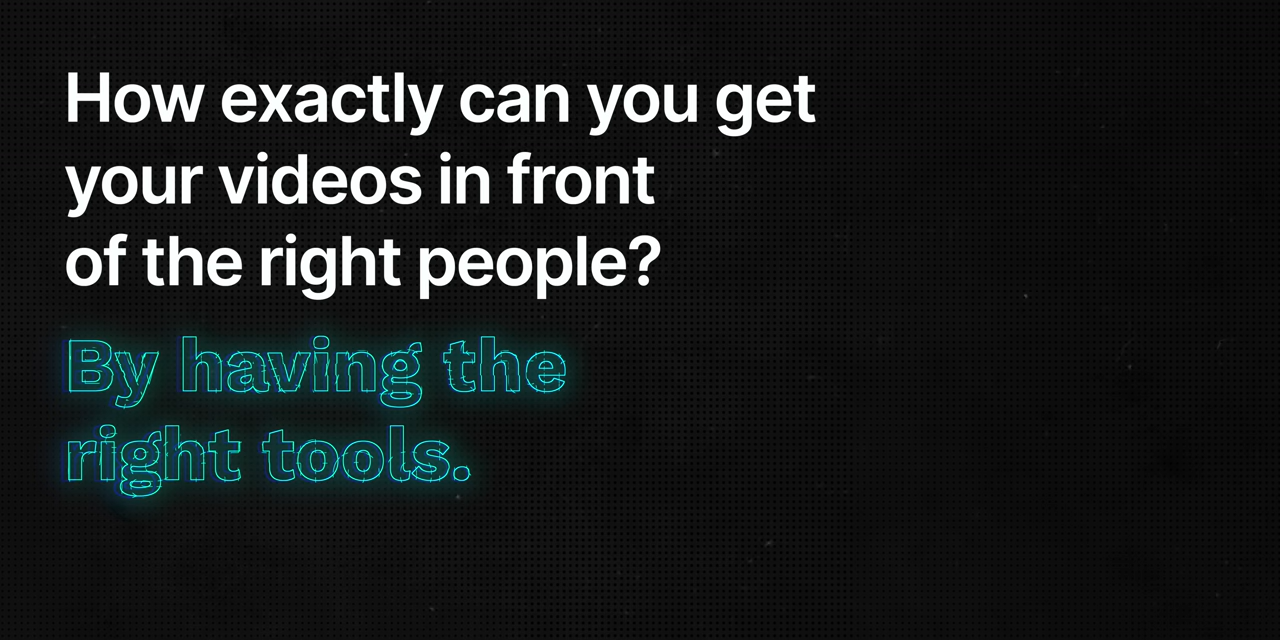 How exactly can you get
your videos in front
of the right people?
By having the
right tools.